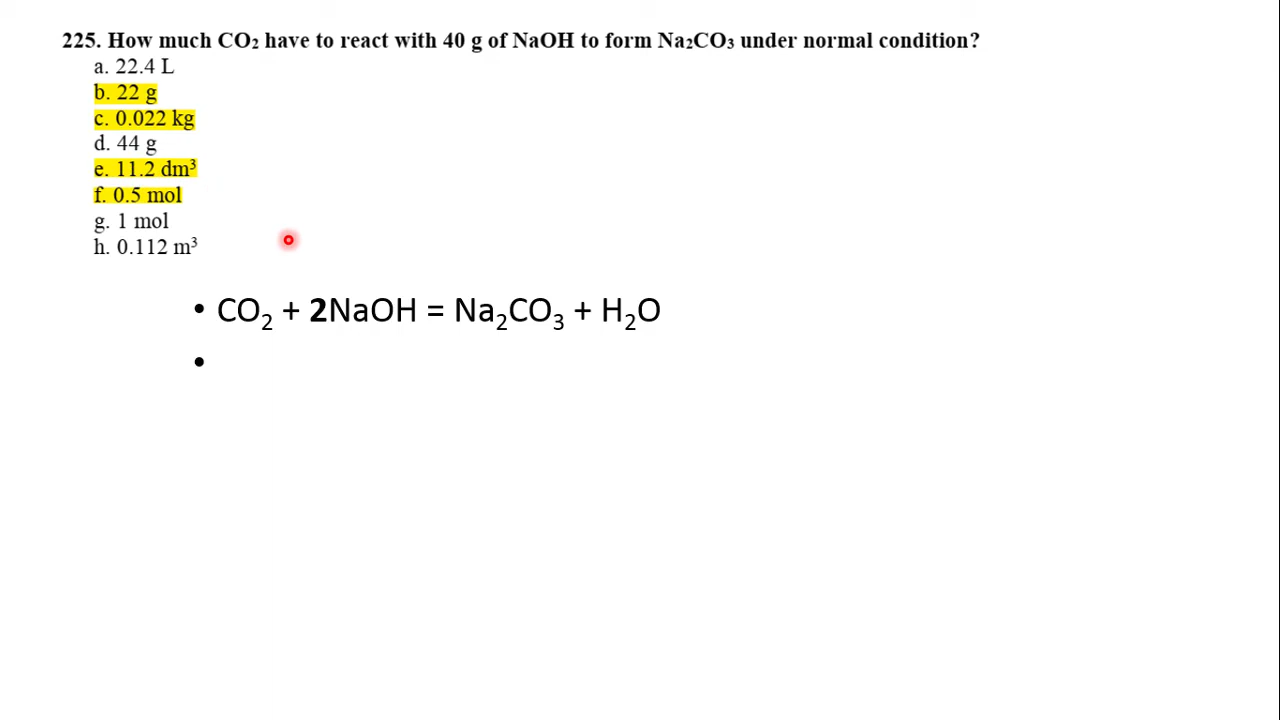 225. How much CO₂ have to react with 40 g of NaOH to form Na₂CO₃ under normal condition?
a. 22.4 L
b. 22 g
c. 0.022 kg
d. 44 g
e. 11.2 dm³
f. 0.5 mol
g. 1 mol
h. 0.112 m³
• CO₂ + 2NaOH = Na₂CO₃ + H₂O
•